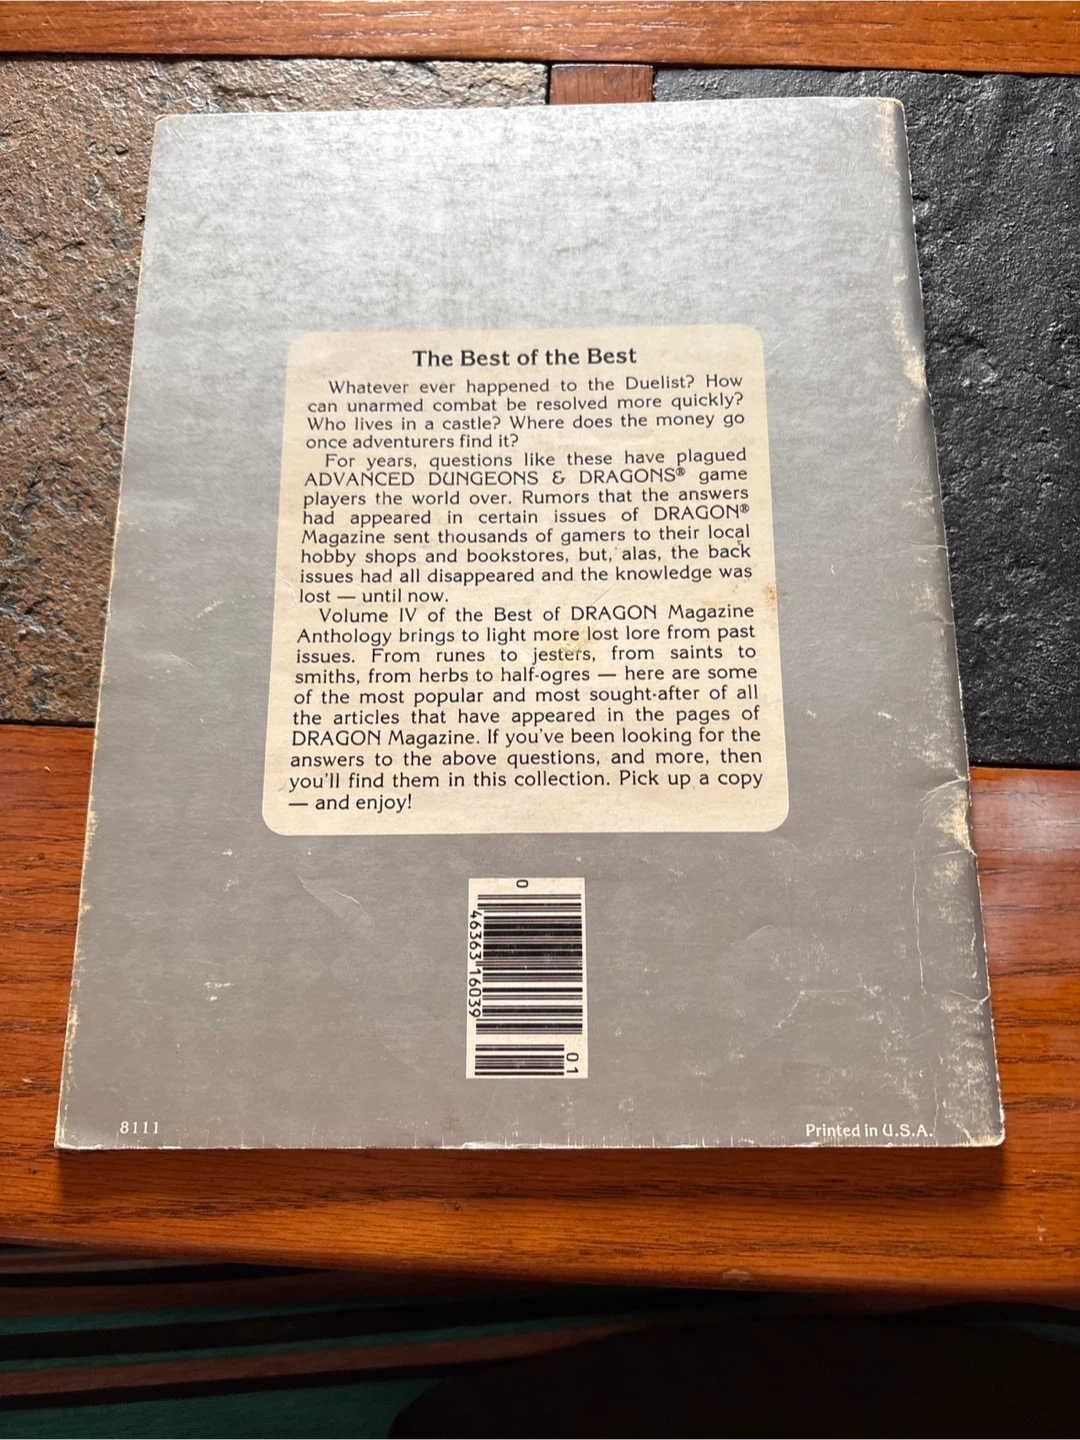 The Best of the Best
Whatever ever happened to the Duelist? How
can unarmed combat be resolved more quickly?
Who lives in a castle? Where does the money go
once adventurers find it?
For years, questions like these have plagued
ADVANCED DUNGEONS & DRAGONS® game
players the world over. Rumors that the answers
had appeared in certain issues of DRAGON®
Magazine sent thousands of gamers to their local
hobby shops and bookstores, but, alas, the back
issues had all disappeared and the knowledge was
lost — until now.
Volume IV of the Best of DRAGON Magazine
Anthology brings to light more lost lore from past
issues. From runes to jesters, from saints to
smiths, from herbs to half-ogres — here are some
of the most popular and most sought-after of all
the articles that have appeared in the pages of
DRAGON Magazine. If you've been looking for the
answers to the above questions, and more, then
you'll find them in this collection. Pick up a copy
— and enjoy!
0
46363 16039
01
8111
Printed in U.S.A.